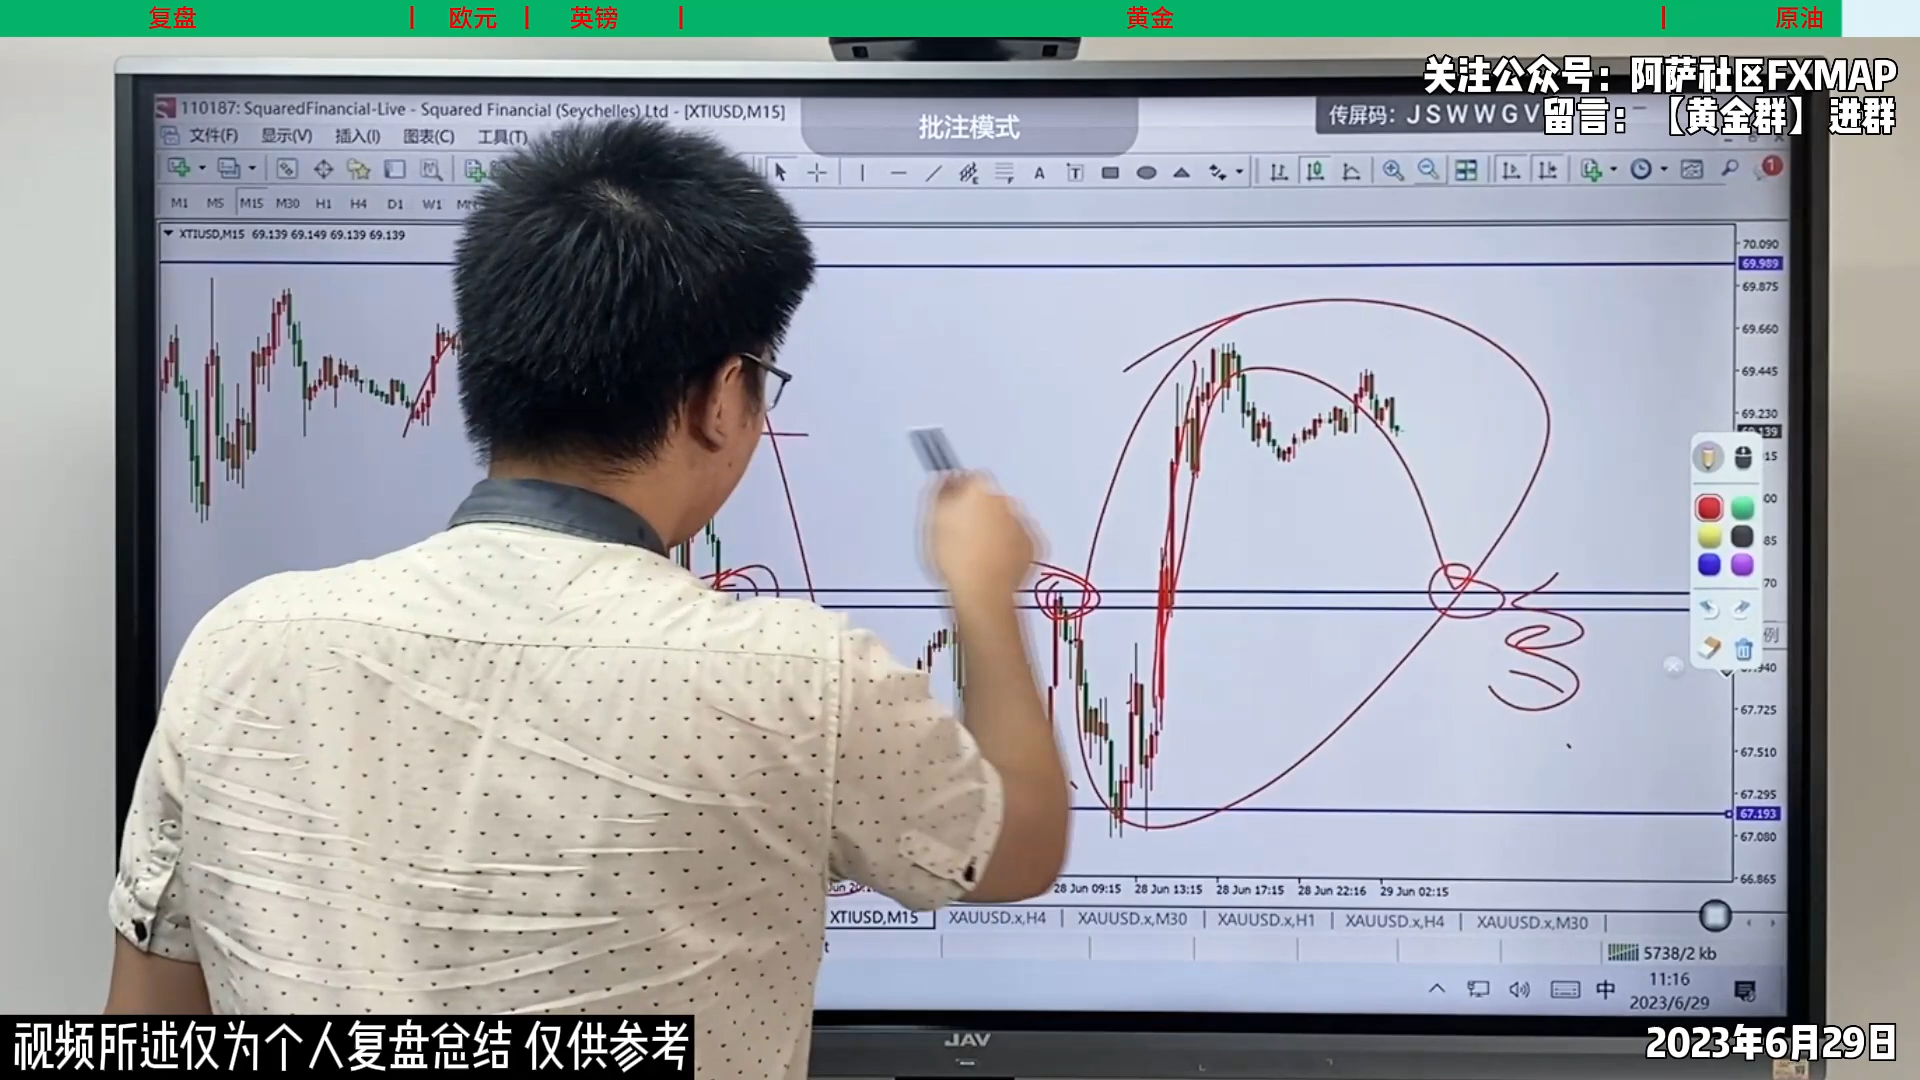 复盘 | 欧元 | 英镑 | 黄金 | 原油
关注公众号：阿萨社区FXMAP
留言：【黄金群】 进群
110187: SquaredFinancial-Live - Squared Financial (Seychelles) Ltd - [XTIUSD,M15]
批注模式
传屏码：JSWWGV
文件(F) 显示(V) 插入(I) 图表(C) 工具(T)
M1 M5 M15 M30 H1 H4 D1 W1
XTIUSD,M15 69.139 69.149 69.139 69.139
70.090
69.989
69.875
69.660
69.445
69.230
67.725
67.510
67.295
67.193
67.080
66.865
28 Jun 09:15 28 Jun 13:15 28 Jun 17:15 28 Jun 22:16 29 Jun 02:15
XTIUSD,M15 XAUUSD.x,H4 XAUUSD.x,M30 XAUUSD.x,H1 XAUUSD.x,H4 XAUUSD.x,M30
5738/2 kb
中
11:16
2023/6/29
JAV
视频所述仅为个人复盘总结 仅供参考
2023年6月29日